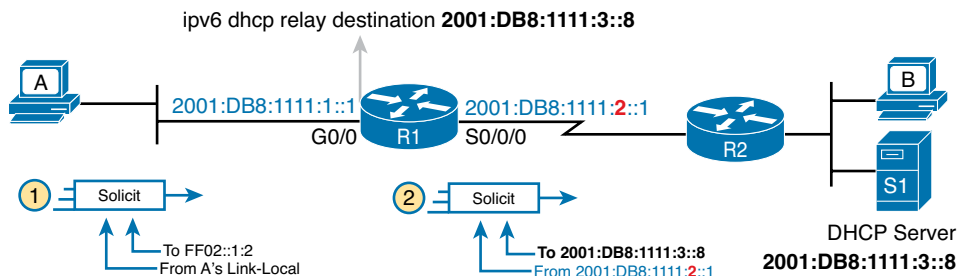 ipv6 dhcp relay destination 2001:DB8:1111:3::8
A
2001:DB8:1111:1::1
2001:DB8:1111:2::1
B
G0/0
R1
S0/0/0
R2
S1
1
Solicit
2
Solicit
To FF02::1:2
From A's Link-Local
To 2001:DB8:1111:3::8
From 2001:DB8:1111:2::1
DHCP Server
2001:DB8:1111:3::8